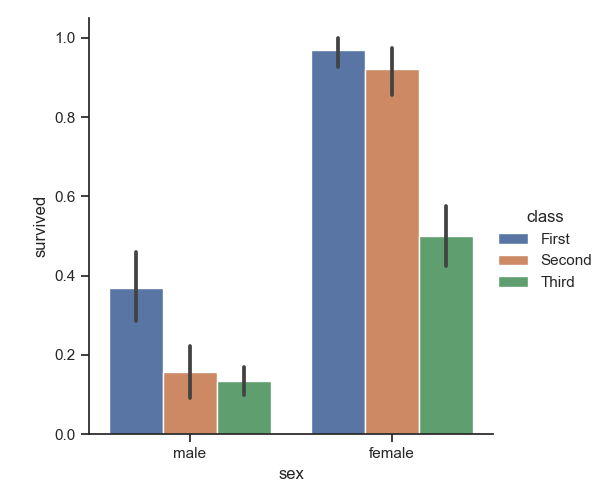 1.0
0.8
0.6
0.4
0.2
0.0
survived
male
female
sex
class
First
Second
Third